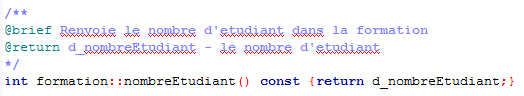 /**
@brief Renvoie le nombre d'etudiant dans la formation
@return d_nombreEtudiant - le nombre d'etudiant
*/
int formation::nombreEtudiant() const {return d_nombreEtudiant;}